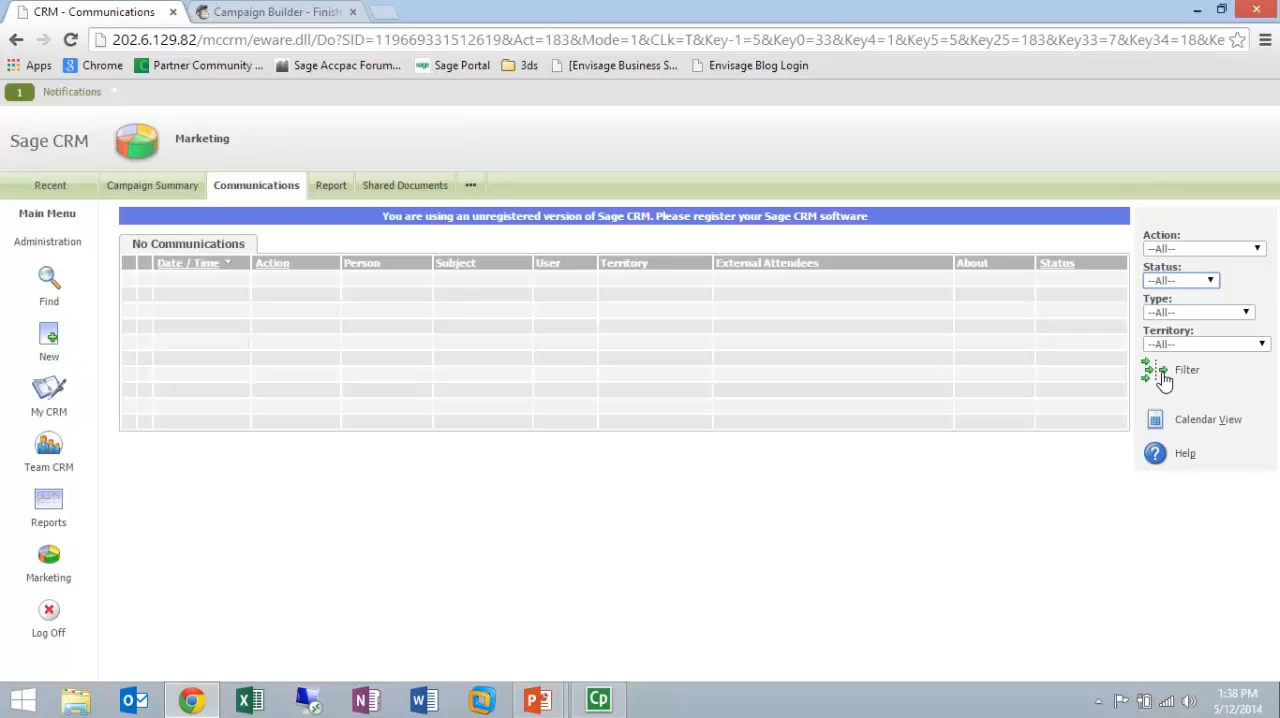 CRM - Communications
Campaign Builder - Finish
202.6.129.82/mccrm/eware.dll/Do?SID=119669331512619&Act=183&Mode=1&CLk=T&Key-1=5&Key0=33&Key4=1&Key5=5&Key25=183&Key33=7&Key34=18&Ke
Apps
Chrome
Partner Community ...
Sage Accpac Forum...
Sage Portal
3ds
[Envisage Business S...
Envisage Blog Login
1 Notifications
Sage CRM
Marketing
Recent
Campaign Summary
Communications
Report
Shared Documents
Main Menu
Administration
Find
New
My CRM
Team CRM
Reports
Marketing
Log Off
You are using an unregistered version of Sage CRM. Please register your Sage CRM software
No Communications
Date / Time
Action
Person
Subject
User
Territory
External Attendees
About
Status
Action:
--All--
Status:
--All--
Type:
--All--
Territory:
--All--
Filter
Calendar View
Help
1:38 PM
5/12/2014